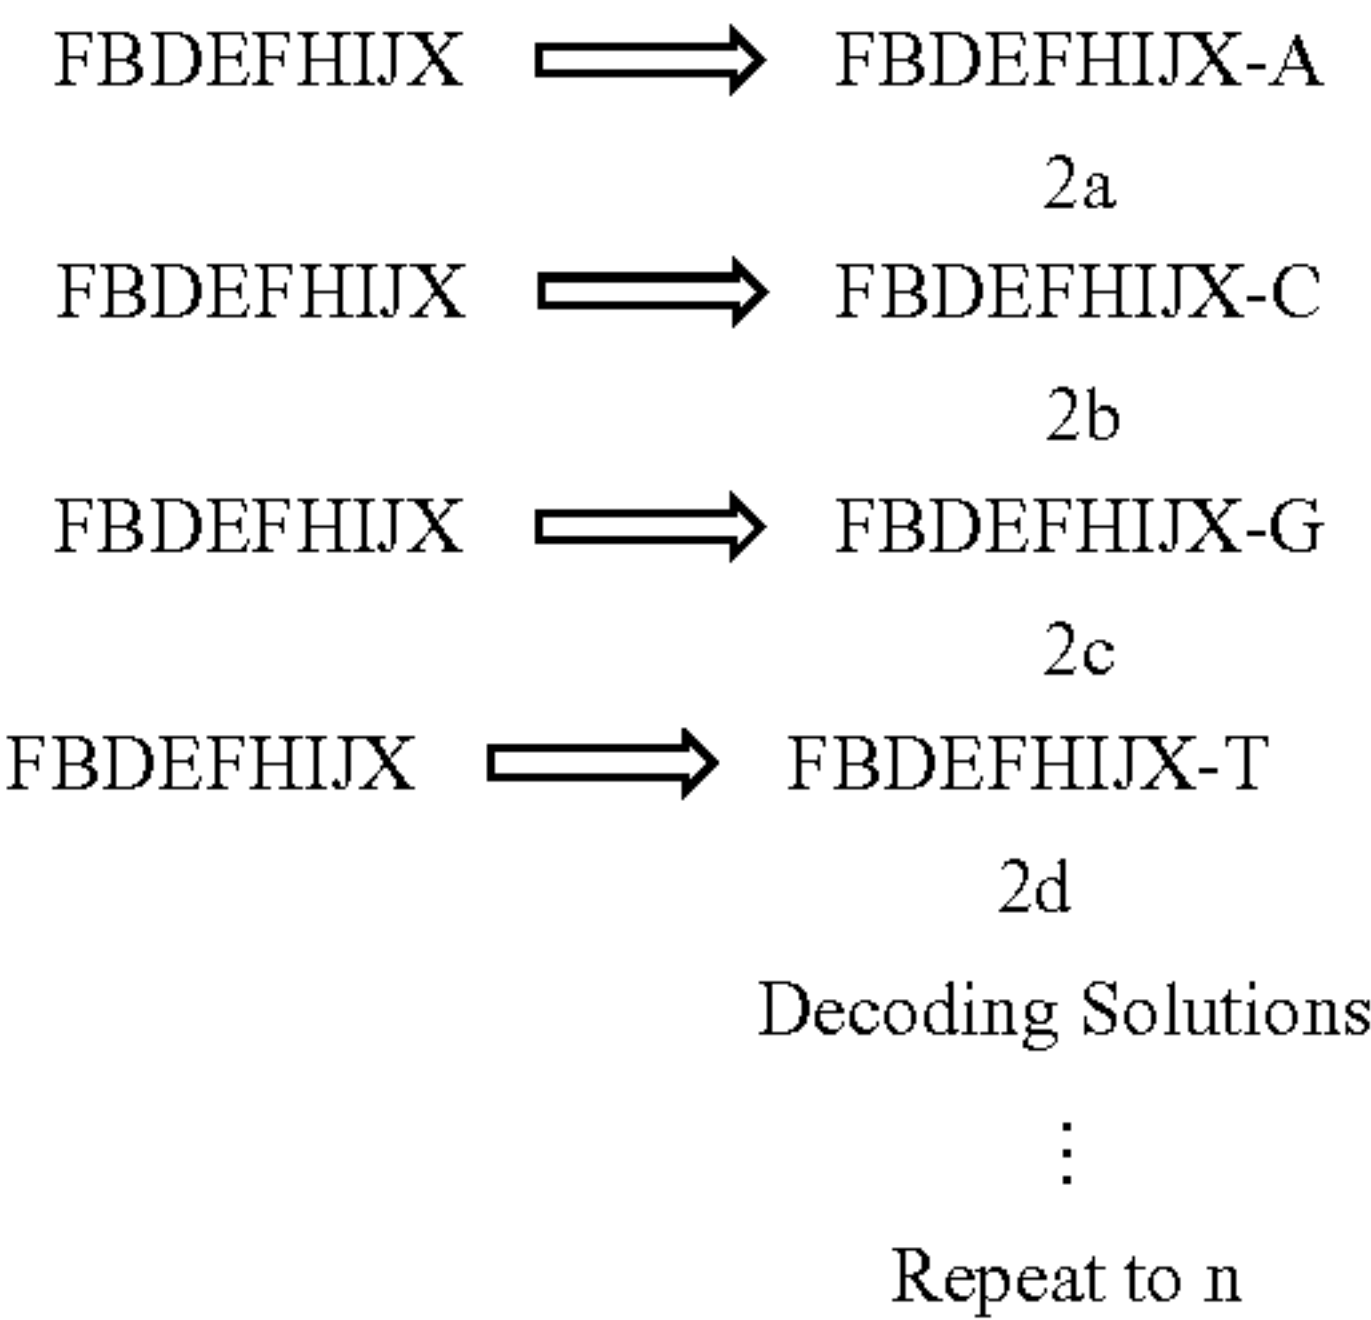 FBDEFHIJX FBDEFHIJX-A
2a
FBDEFHIJX FBDEFHIJX-C
2b
FBDEFHIJX FBDEFHIJX-G
2c
FBDEFHIJX FBDEFHIJX-T
2d
Decoding Solutions
⋮
Repeat to n